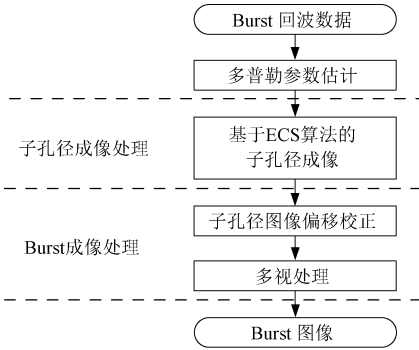 Burst 回波数据
多普勒参数估计
子孔径成像处理
基于ECS算法的
子孔径成像
子孔径图像偏移校正
Burst成像处理
多视处理
Burst 图像